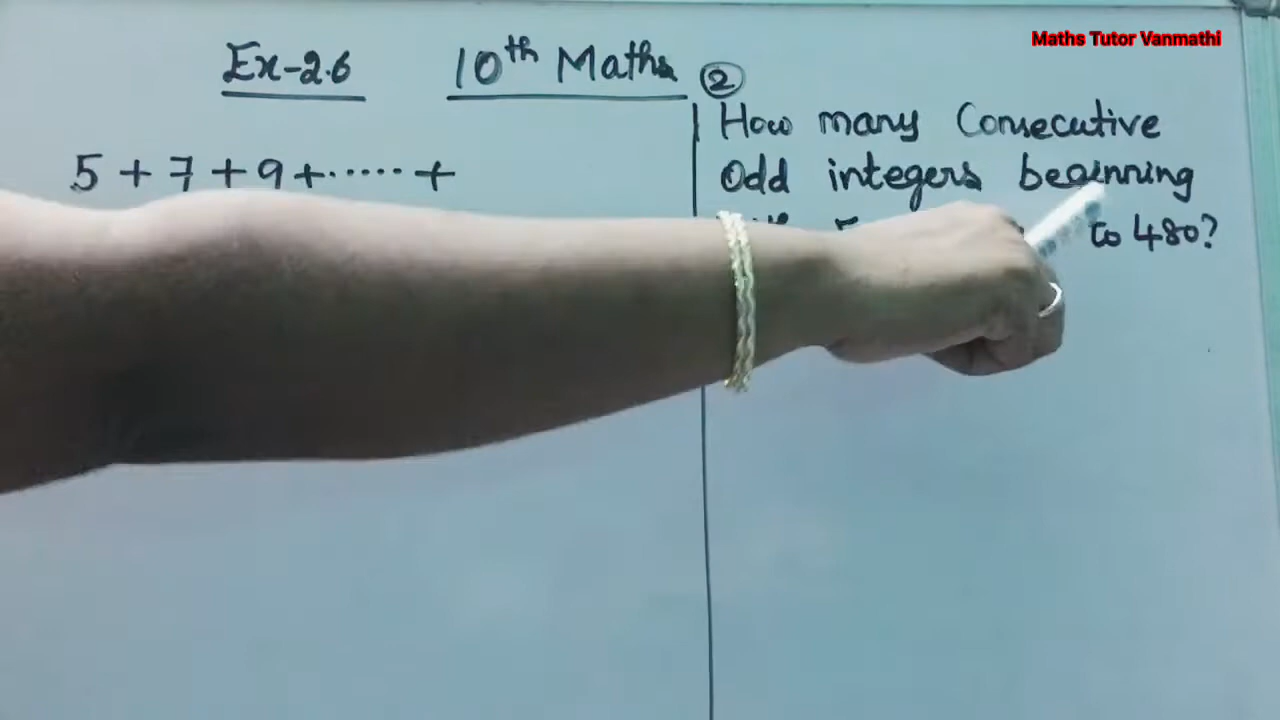 Maths Tutor Vanmathi
Ex-2.6 10th Maths
5 + 7 + 9 +......+
②
How many Consecutive
Odd integers beginning
to 480?